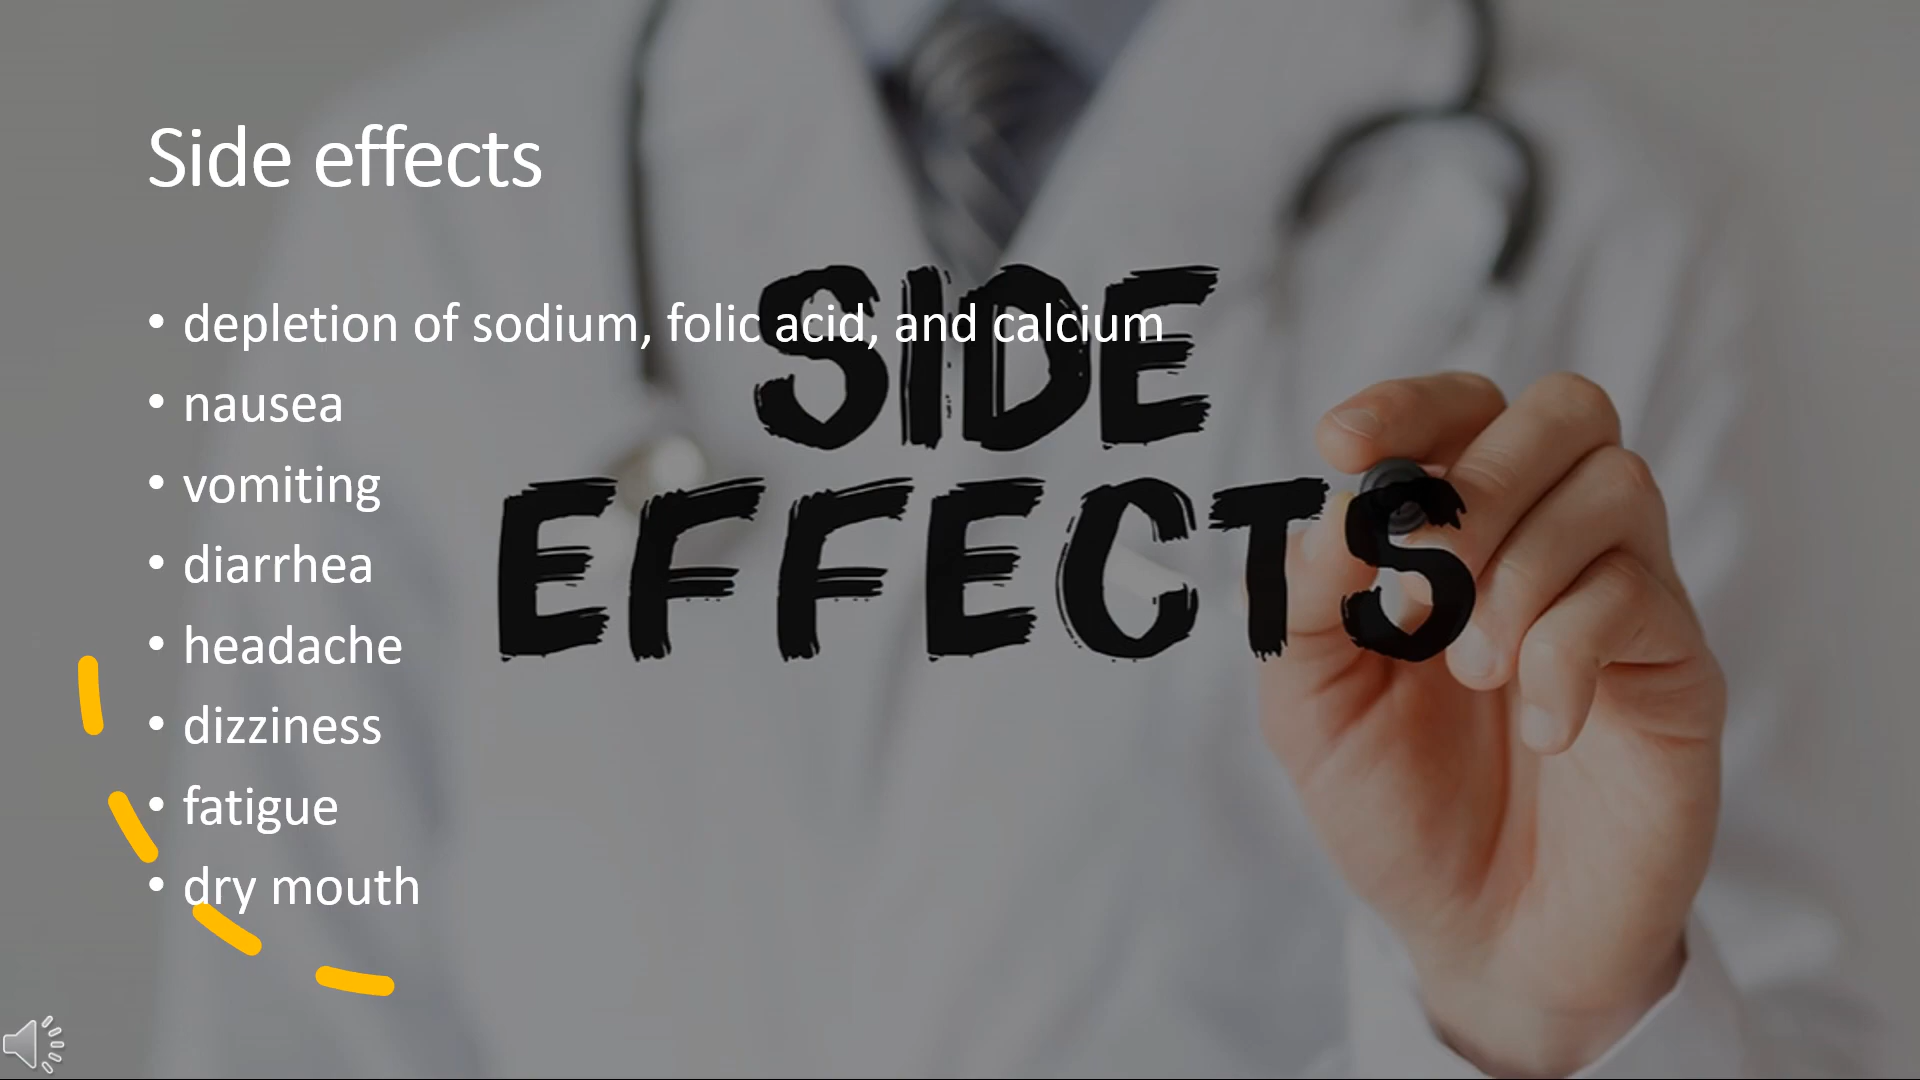 Side effects
• depletion of sodium, folic acid, and calcium
• nausea
• vomiting
• diarrhea
• headache
• dizziness
• fatigue
• dry mouth
SIDE
EFFECTS